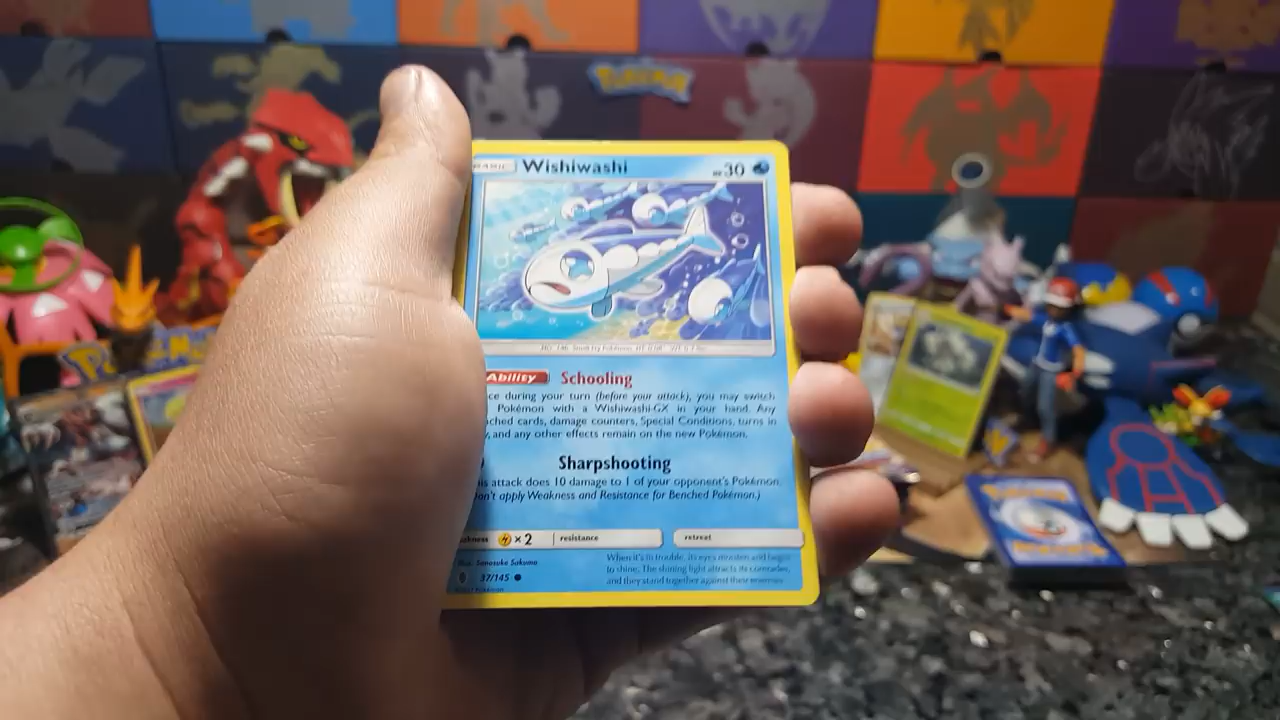 POKÉMON
BASIC Wishiwashi HP30
Ability Schooling
ce during your turn (before your attack), you may switch
Pokémon with a Wishiwashi-GX in your hand. Any
ched cards, damage counters, Special Conditions, turns in
, and any other effects remain on the new Pokémon.
Sharpshooting
is attack does 10 damage to 1 of your opponent's Pokémon.
on't apply Weakness and Resistance for Benched Pokémon.)
akness ×2 resistance retreat
Illus. Sanosuke Sakuma
37/145
When it's in trouble, its eyes moisten and begin
to shine. The shining light attracts its comrades,
and they stand together against their enemies.